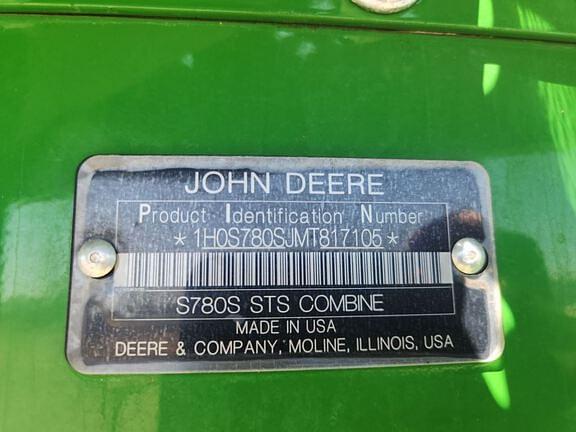 JOHN DEERE
Product Identification Number
*1H0S780SJMT817105*
S780S STS COMBINE
MADE IN USA
DEERE & COMPANY, MOLINE, ILLINOIS, USA